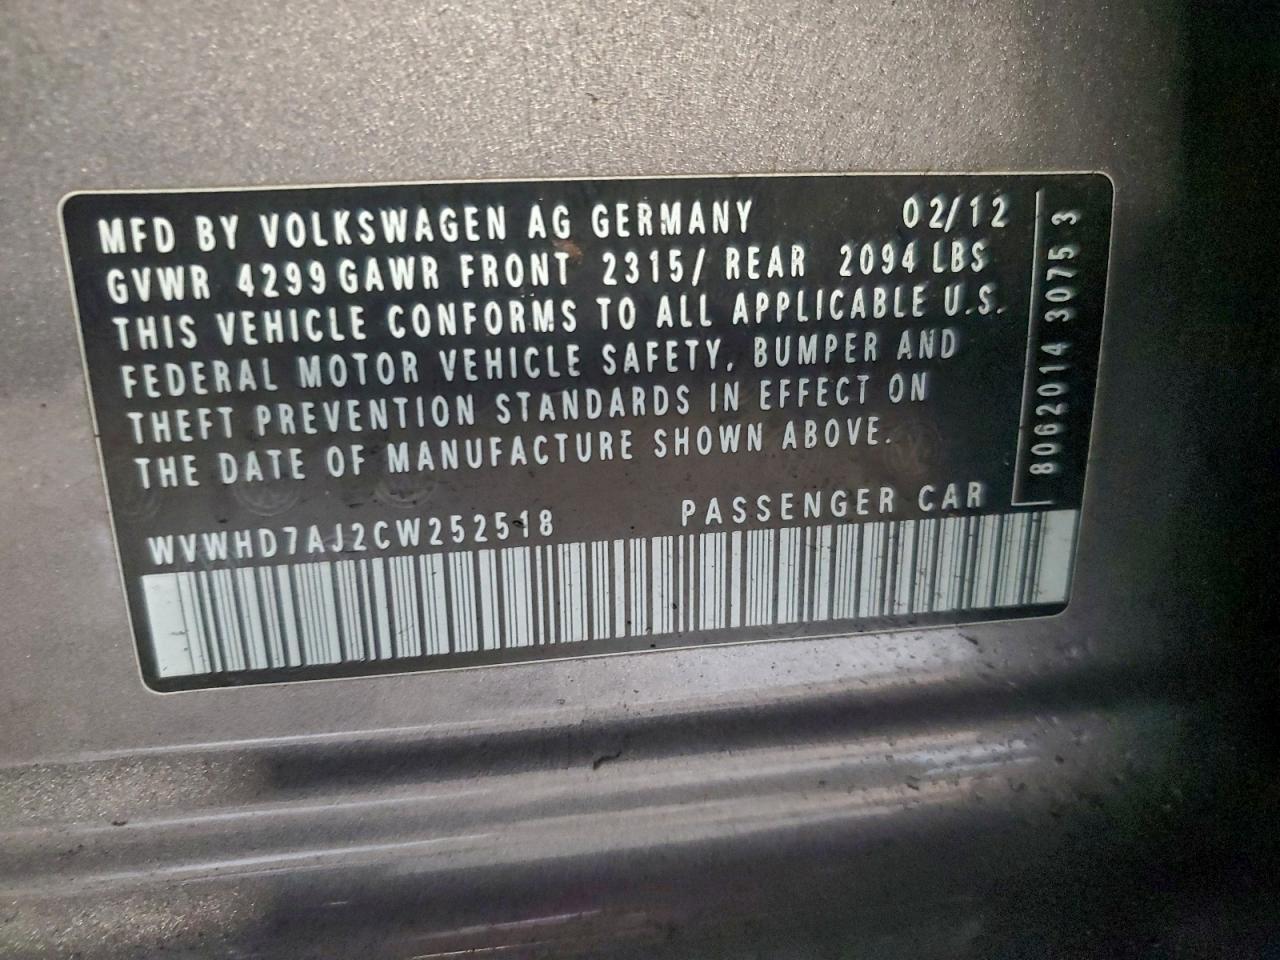 MFD BY VOLKSWAGEN AG GERMANY 02/12
GVWR 4299 GAWR FRONT 2315/ REAR 2094 LBS
THIS VEHICLE CONFORMS TO ALL APPLICABLE U.S.
FEDERAL MOTOR VEHICLE SAFETY, BUMPER AND
THEFT PREVENTION STANDARDS IN EFFECT ON
THE DATE OF MANUFACTURE SHOWN ABOVE.
WVWHD7AJ2CW252518 PASSENGER CAR
8062014 3075 3